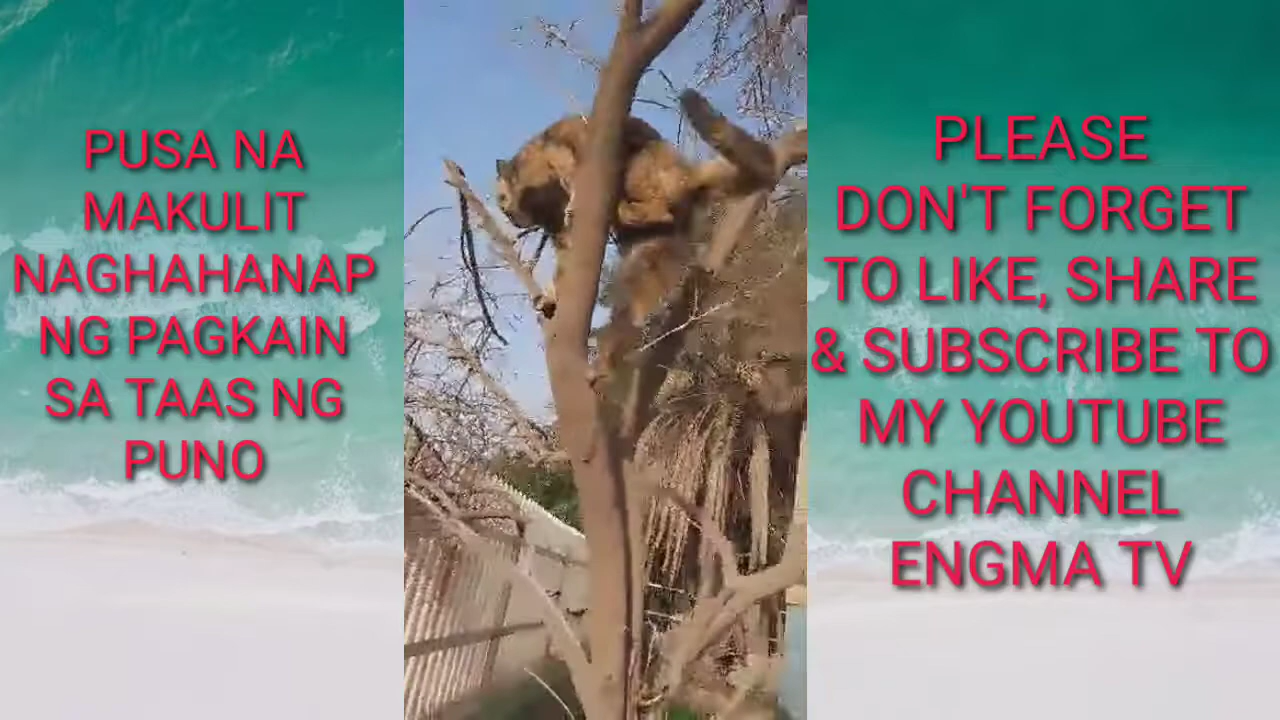 PUSA NA
MAKULIT
NAGHAHANAP
NG PAGKAIN
SA TAAS NG
PUNO
PLEASE
DON'T FORGET
TO LIKE, SHARE
& SUBSCRIBE TO
MY YOUTUBE
CHANNEL
ENGMA TV